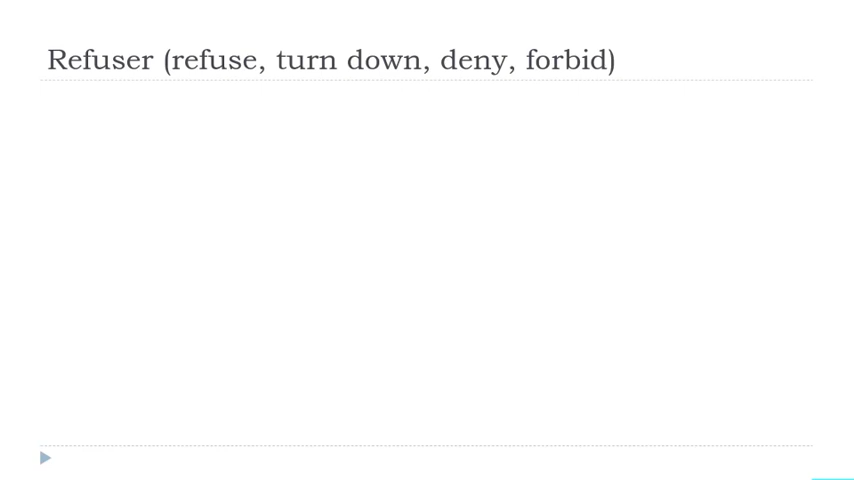 Refuser (refuse, turn down, deny, forbid)